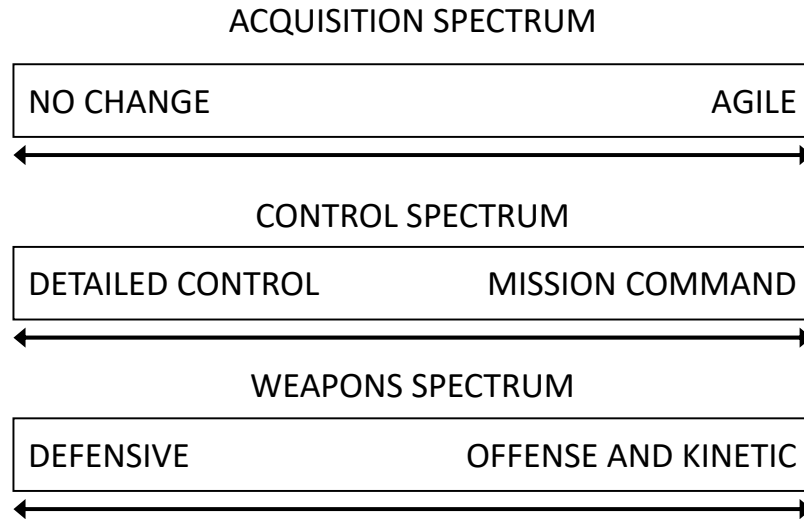 ACQUISITION SPECTRUM
NO CHANGE AGILE
CONTROL SPECTRUM
DETAILED CONTROL MISSION COMMAND
WEAPONS SPECTRUM
DEFENSIVE OFFENSE AND KINETIC